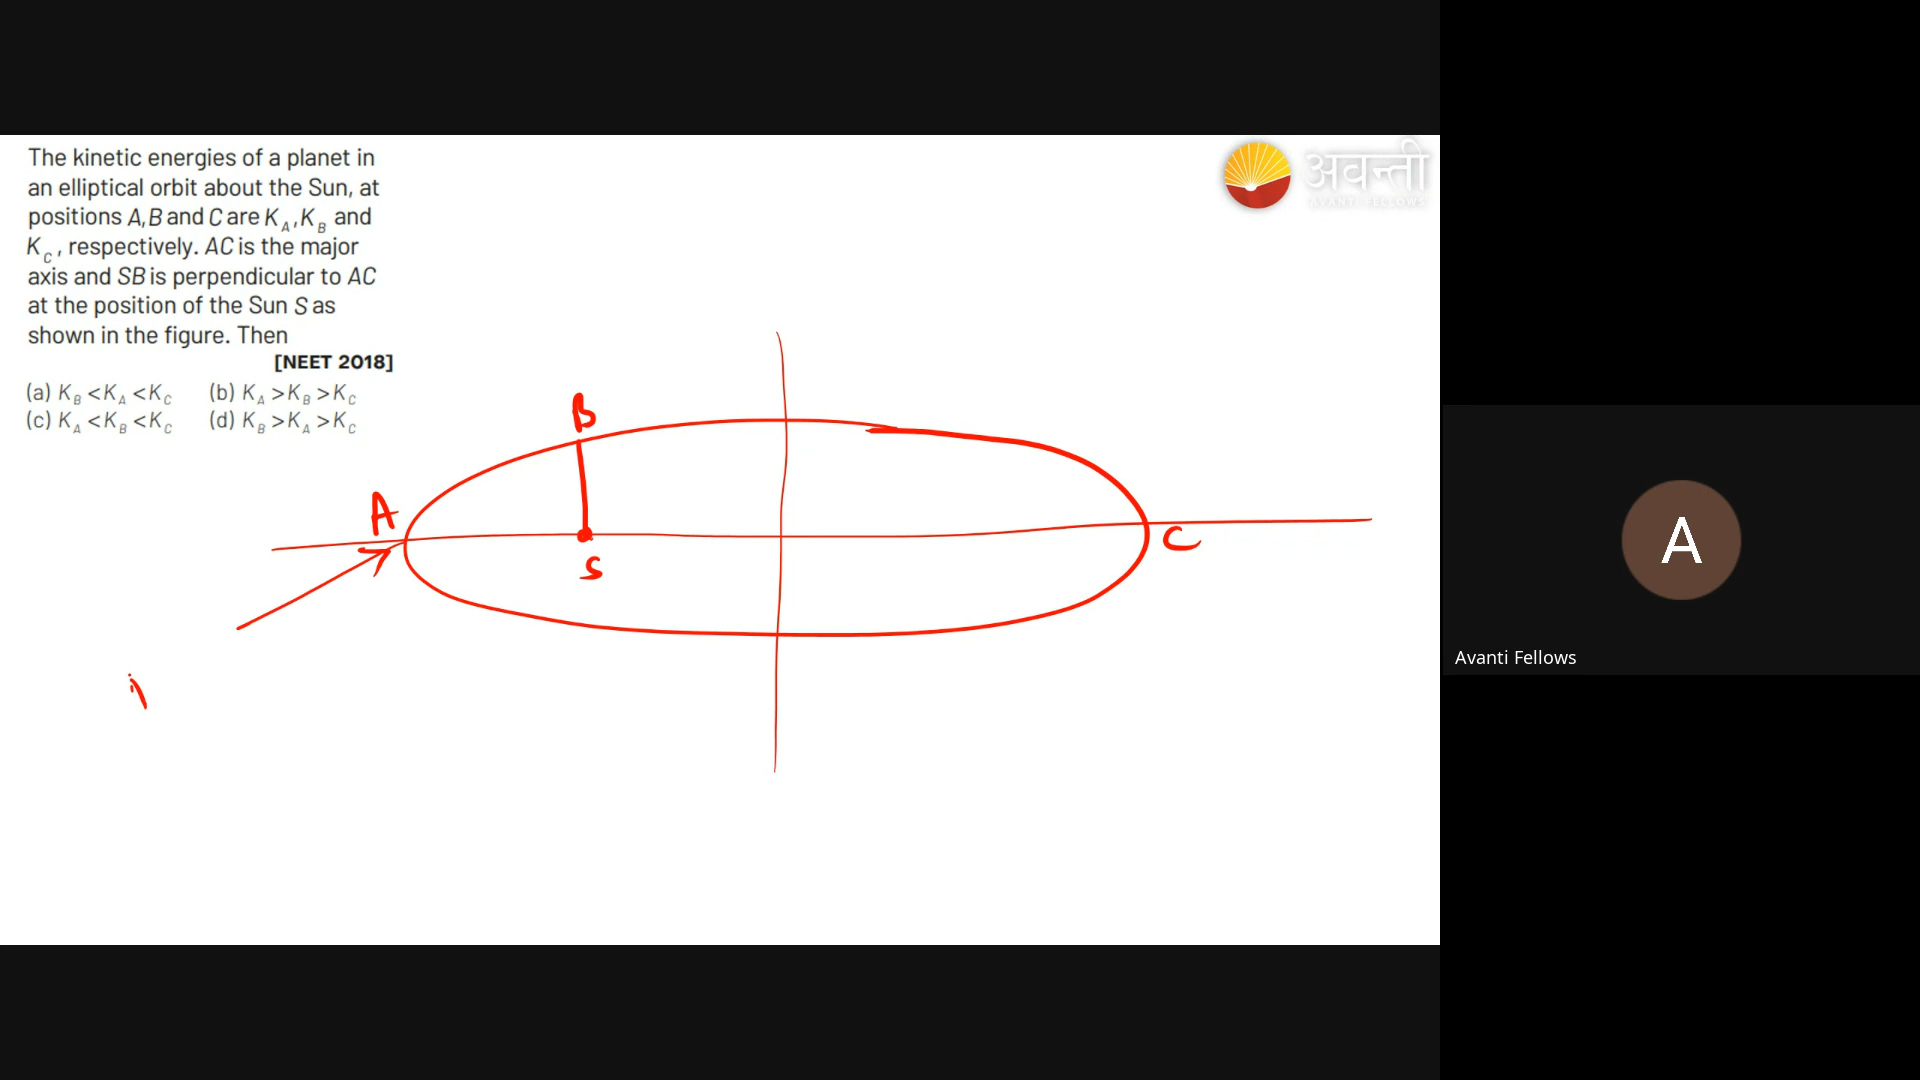 The kinetic energies of a planet in
an elliptical orbit about the Sun, at
positions A, B and C are K_A, K_B and
K_C, respectively. AC is the major
axis and SB is perpendicular to AC
at the position of the Sun S as
shown in the figure. Then
[NEET 2018]
(a) K_B < K_A < K_C (b) K_A > K_B > K_C
(c) K_A < K_B < K_C (d) K_B > K_A > K_C
अवन्ती
AVANTI FELLOWS
B
A
S
C
i)
A
Avanti Fellows